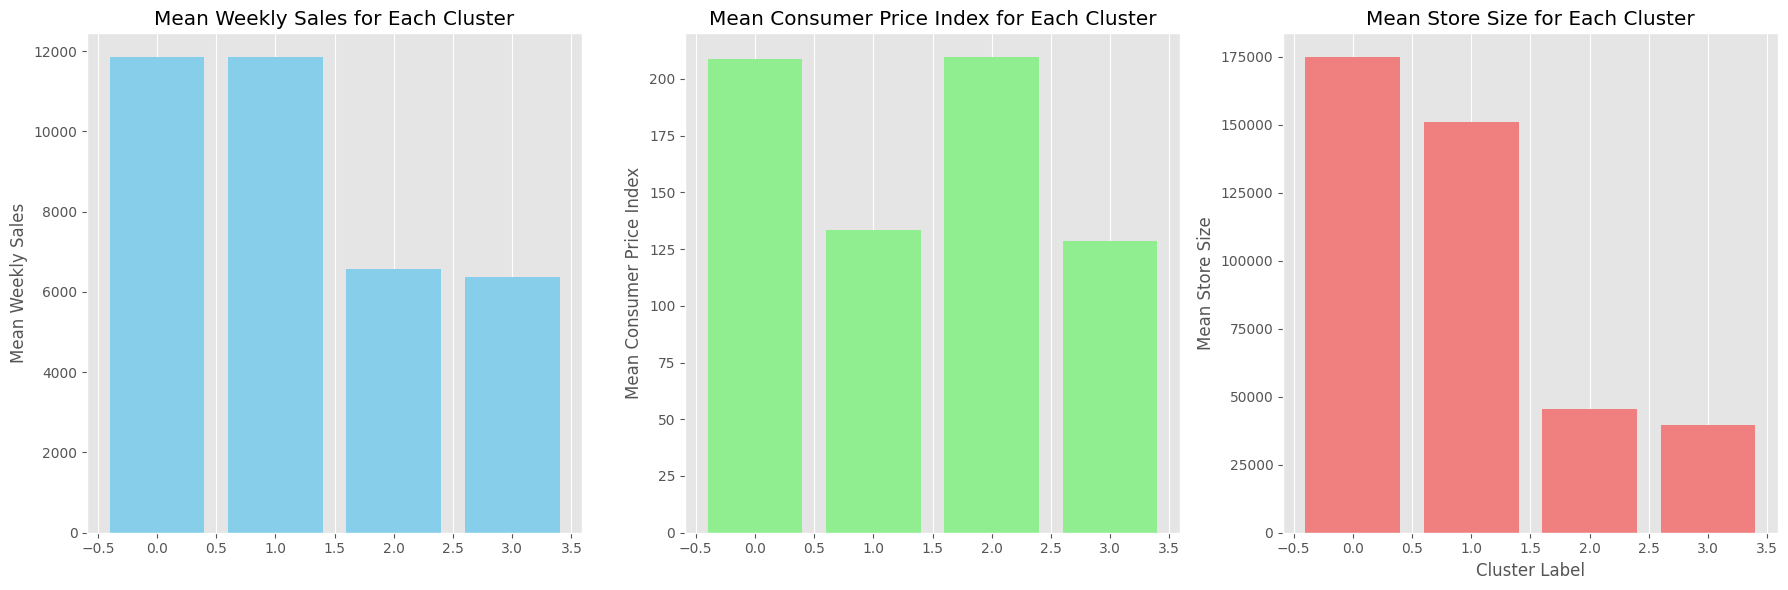 Mean Weekly Sales for Each Cluster
Mean Weekly Sales
12000
10000
8000
6000
4000
2000
0
−0.5 0.0 0.5 1.0 1.5 2.0 2.5 3.0 3.5
Mean Consumer Price Index for Each Cluster
Mean Consumer Price Index
200
175
150
125
100
75
50
25
0
−0.5 0.0 0.5 1.0 1.5 2.0 2.5 3.0 3.5
Mean Store Size for Each Cluster
Mean Store Size
175000
150000
125000
100000
75000
50000
25000
0
−0.5 0.0 0.5 1.0 1.5 2.0 2.5 3.0 3.5
Cluster Label